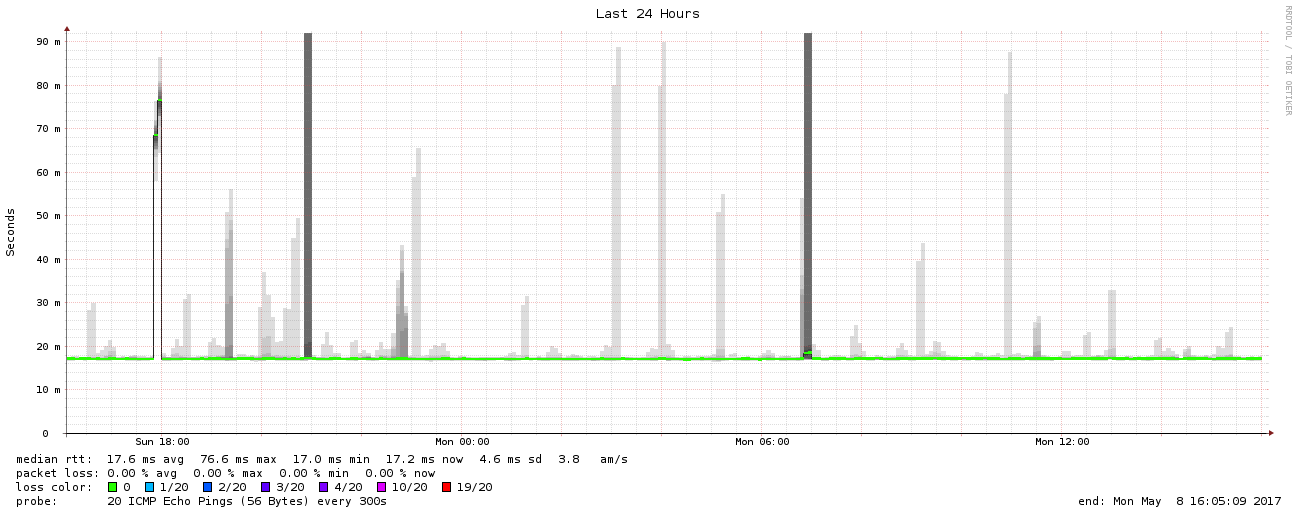 Last 24 Hours
RRDTOOL / TOBI OETIKER
Seconds
90 m
80 m
70 m
60 m
50 m
40 m
30 m
20 m
10 m
0
Sun 18:00 Mon 00:00 Mon 06:00 Mon 12:00
median rtt: 17.6 ms avg 76.6 ms max 17.0 ms min 17.2 ms now 4.6 ms sd 3.8 am/s
packet loss: 0.00 % avg 0.00 % max 0.00 % min 0.00 % now
loss color: 0 1/20 2/20 3/20 4/20 10/20 19/20
probe: 20 ICMP Echo Pings (56 Bytes) every 300s end: Mon May 8 16:05:09 2017